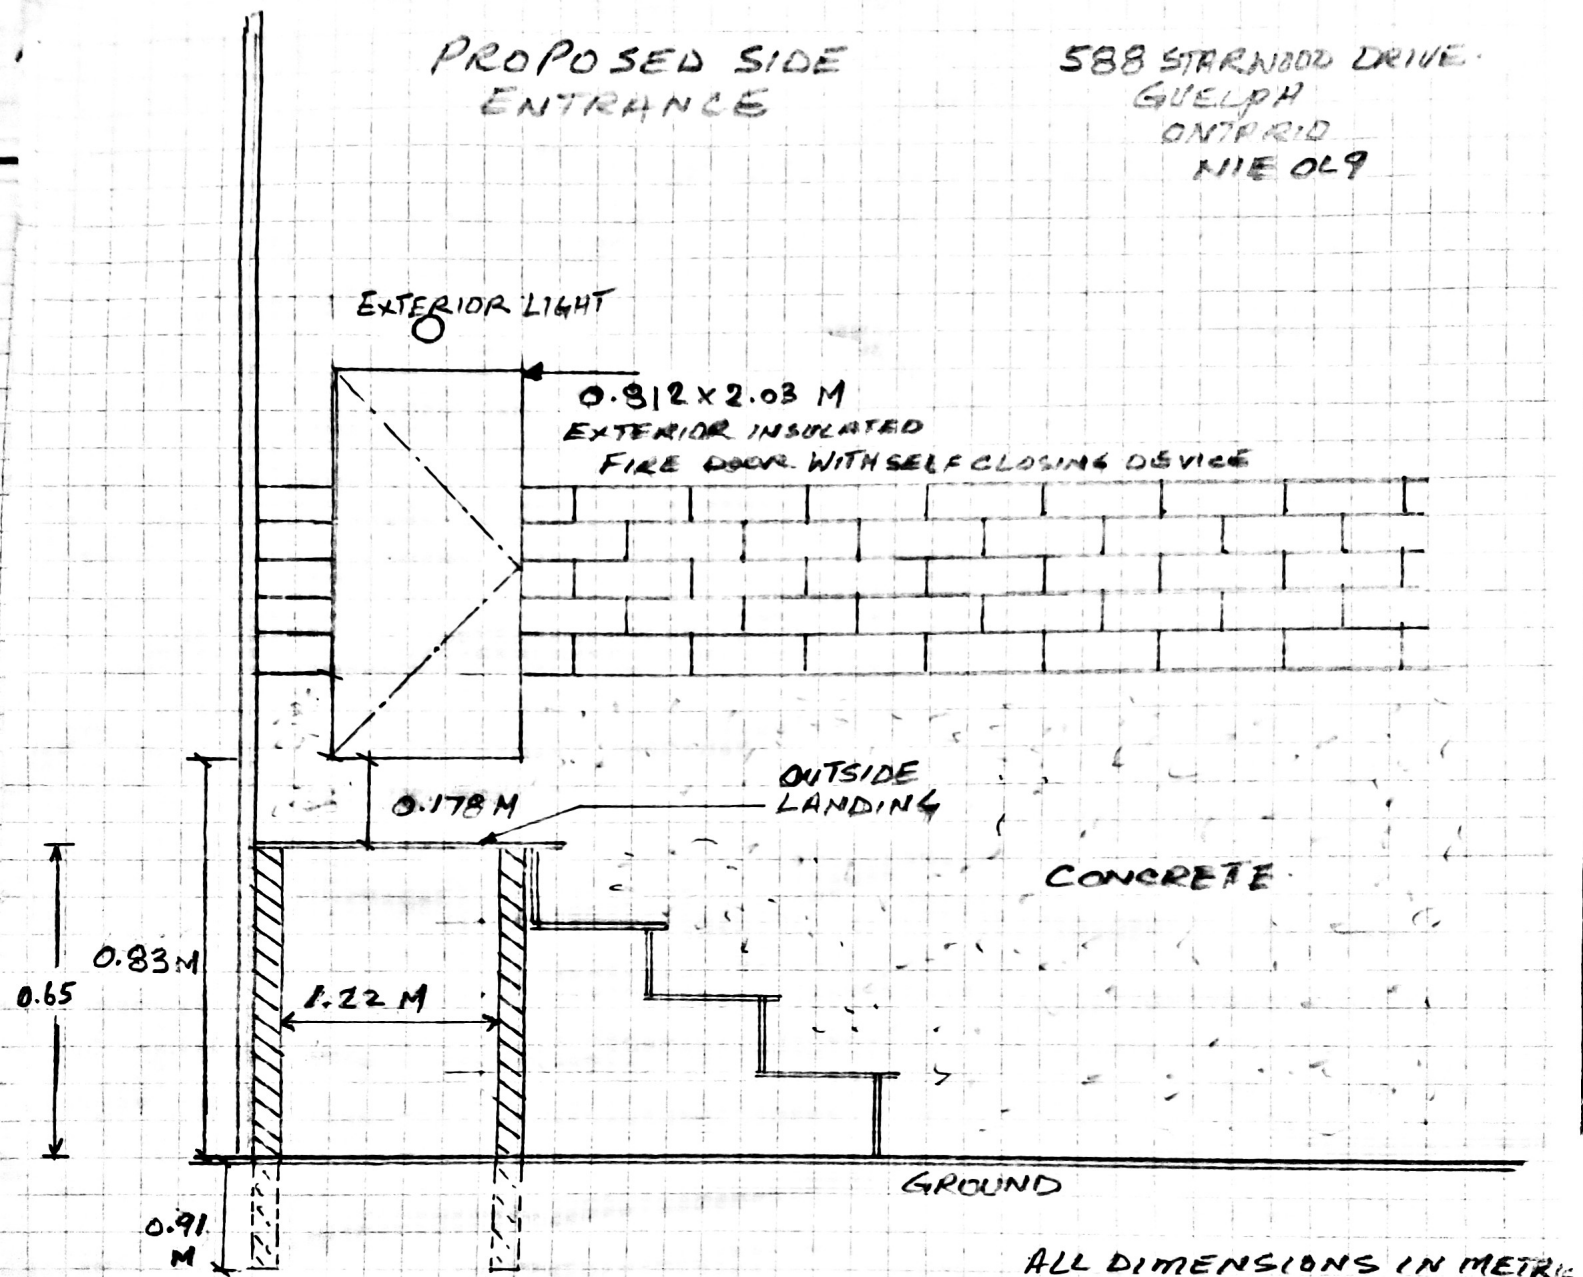 PROPOSED SIDE
ENTRANCE
588 STARWOOD DRIVE.
GUELPH
ONTARIO
N1E 0L9
EXTERIOR LIGHT
0.812 X 2.03 M
EXTERIOR INSULATED
FIRE DOOR WITH SELF CLOSING DEVICE
OUTSIDE
LANDING
0.178 M
CONCRETE
0.83 M
0.65
1.22 M
GROUND
0.91
M
ALL DIMENSIONS IN METRIC